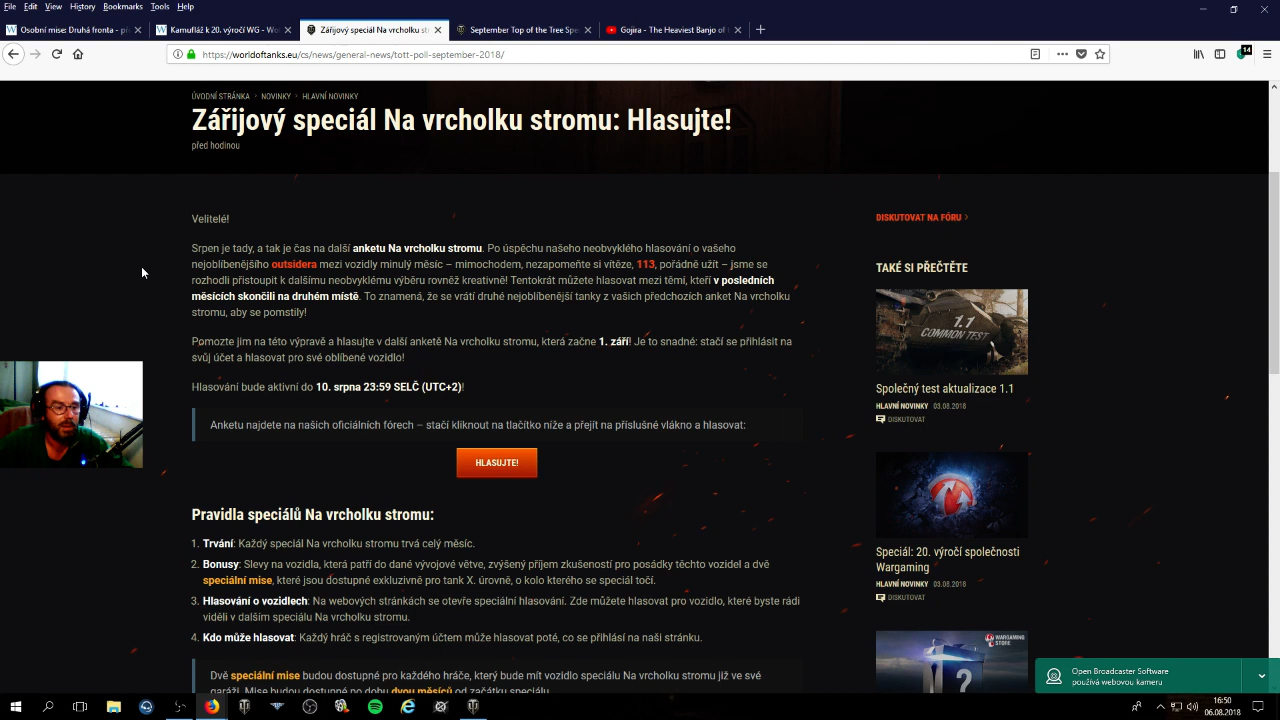 File Edit View History Bookmarks Tools Help
Osobní mise: Druhá fronta - př
Kamufláž k 20. výročí WG - Wo
Zářijový speciál Na vrcholku str
September Top of the Tree Spe
Gojira - The Heaviest Banjo of
https://worldoftanks.eu/cs/news/general-news/tott-poll-september-2018/
14
ÚVODNÍ STRÁNKA > NOVINKY > HLAVNÍ NOVINKY
Zářijový speciál Na vrcholku stromu: Hlasujte!
před hodinou
Velitelé!
Srpen je tady, a tak je čas na další anketu Na vrcholku stromu. Po úspěchu našeho neobvyklého hlasování o vašeho
nejoblíbenějšího outsidera mezi vozidly minulý měsíc – mimochodem, nezapomeňte si vítěze, 113, pořádně užít – jsme se
rozhodli přistoupit k dalšímu neobvyklému výběru rovněž kreativně! Tentokrát můžete hlasovat mezi těmi, kteří v posledních
měsících skončili na druhém místě. To znamená, že se vrátí druhé nejoblíbenější tanky z vašich předchozích anket Na vrcholku
stromu, aby se pomstily!
Pomozte jim na této výpravě a hlasujte v další anketě Na vrcholku stromu, která začne 1. září! Je to snadné: stačí se přihlásit na
svůj účet a hlasovat pro své oblíbené vozidlo!
Hlasování bude aktivní do 10. srpna 23:59 SELČ (UTC+2)!
Anketu najdete na našich oficiálních fórech – stačí kliknout na tlačítko níže a přejít na příslušné vlákno a hlasovat:
HLASUJTE!
Pravidla speciálů Na vrcholku stromu:
1. Trvání: Každý speciál Na vrcholku stromu trvá celý měsíc.
2. Bonusy: Slevy na vozidla, která patří do dané vývojové větve, zvýšený příjem zkušeností pro posádky těchto vozidel a dvě
speciální mise, které jsou dostupné exkluzivně pro tank X. úrovně, o kolo kterého se speciál točí.
3. Hlasování o vozidlech: Na webových stránkách se otevře speciální hlasování. Zde můžete hlasovat pro vozidlo, které byste rádi
viděli v dalším speciálu Na vrcholku stromu.
4. Kdo může hlasovat: Každý hráč s registrovaným účtem může hlasovat poté, co se přihlásí na naši stránku.
Dvě speciální mise budou dostupné pro každého hráče, který bude mít vozidlo speciálu Na vrcholku stromu již ve své
garáži. Mise budou dostupné po dobu dvou měsíců od začátku speciálu.
DISKUTOVAT NA FÓRU >
TAKÉ SI PŘEČTĚTE
1.1
COMMON TEST
Společný test aktualizace 1.1
HLAVNÍ NOVINKY 03.08.2018
DISKUTOVAT
Speciál: 20. výročí společnosti
Wargaming
HLAVNÍ NOVINKY 03.08.2018
DISKUTOVAT
WARGAMING
STORE
?
Open Broadcaster Software
používá webovou kameru
16:50
06.08.2018